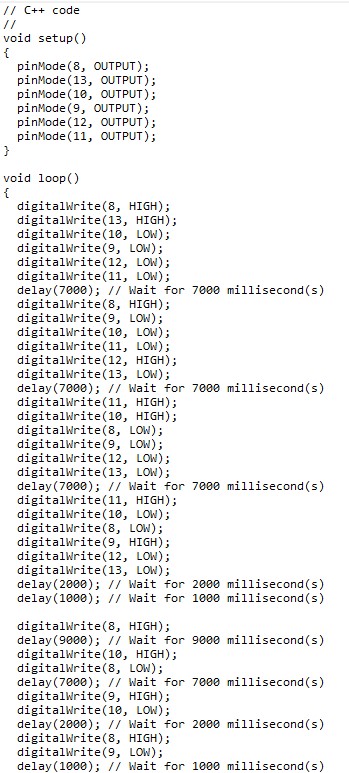 // C++ code
//
void setup()
{
  pinMode(8, OUTPUT);
  pinMode(13, OUTPUT);
  pinMode(10, OUTPUT);
  pinMode(9, OUTPUT);
  pinMode(12, OUTPUT);
  pinMode(11, OUTPUT);
}

void loop()
{
  digitalWrite(8, HIGH);
  digitalWrite(13, HIGH);
  digitalWrite(10, LOW);
  digitalWrite(9, LOW);
  digitalWrite(12, LOW);
  digitalWrite(11, LOW);
  delay(7000); // Wait for 7000 millisecond(s)
  digitalWrite(8, HIGH);
  digitalWrite(9, LOW);
  digitalWrite(10, LOW);
  digitalWrite(11, LOW);
  digitalWrite(12, HIGH);
  digitalWrite(13, LOW);
  delay(7000); // Wait for 7000 millisecond(s)
  digitalWrite(11, HIGH);
  digitalWrite(10, HIGH);
  digitalWrite(8, LOW);
  digitalWrite(9, LOW);
  digitalWrite(12, LOW);
  digitalWrite(13, LOW);
  delay(7000); // Wait for 7000 millisecond(s)
  digitalWrite(11, HIGH);
  digitalWrite(10, LOW);
  digitalWrite(8, LOW);
  digitalWrite(9, HIGH);
  digitalWrite(12, LOW);
  digitalWrite(13, LOW);
  delay(2000); // Wait for 2000 millisecond(s)
  delay(1000); // Wait for 1000 millisecond(s)

  digitalWrite(8, HIGH);
  delay(9000); // Wait for 9000 millisecond(s)
  digitalWrite(10, HIGH);
  digitalWrite(8, LOW);
  delay(7000); // Wait for 7000 millisecond(s)
  digitalWrite(9, HIGH);
  digitalWrite(10, LOW);
  delay(2000); // Wait for 2000 millisecond(s)
  digitalWrite(8, HIGH);
  digitalWrite(9, LOW);
  delay(1000); // Wait for 1000 millisecond(s)